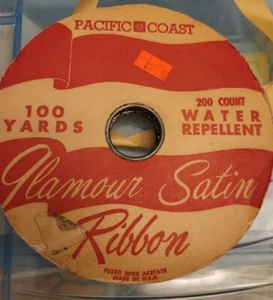 PACIFIC COAST
100
YARDS
200 COUNT
WATER
REPELLENT
Glamour Satin
Ribbon
FUSED EDGE ACETATE
MADE IN U.S.A.